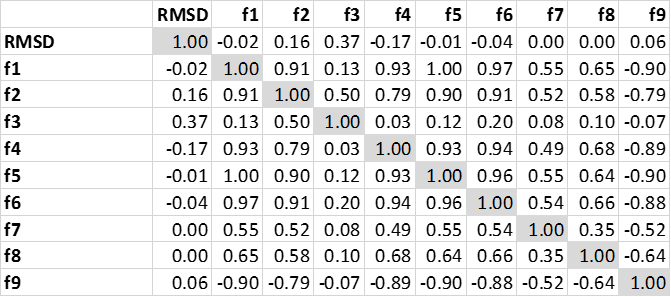 RMSD f1 f2 f3 f4 f5 f6 f7 f8 f9
RMSD 1.00 -0.02 0.16 0.37 -0.17 -0.01 -0.04 0.00 0.00 0.06
f1 -0.02 1.00 0.91 0.13 0.93 1.00 0.97 0.55 0.65 -0.90
f2 0.16 0.91 1.00 0.50 0.79 0.90 0.91 0.52 0.58 -0.79
f3 0.37 0.13 0.50 1.00 0.03 0.12 0.20 0.08 0.10 -0.07
f4 -0.17 0.93 0.79 0.03 1.00 0.93 0.94 0.49 0.68 -0.89
f5 -0.01 1.00 0.90 0.12 0.93 1.00 0.96 0.55 0.64 -0.90
f6 -0.04 0.97 0.91 0.20 0.94 0.96 1.00 0.54 0.66 -0.88
f7 0.00 0.55 0.52 0.08 0.49 0.55 0.54 1.00 0.35 -0.52
f8 0.00 0.65 0.58 0.10 0.68 0.64 0.66 0.35 1.00 -0.64
f9 0.06 -0.90 -0.79 -0.07 -0.89 -0.90 -0.88 -0.52 -0.64 1.00